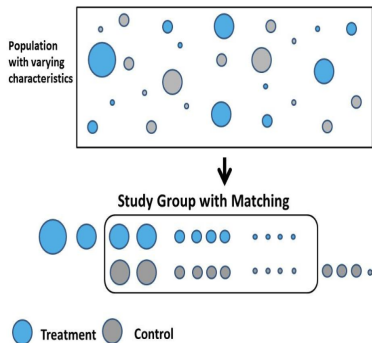 Population
with varying
characteristics
Study Group with Matching
Treatment
Control